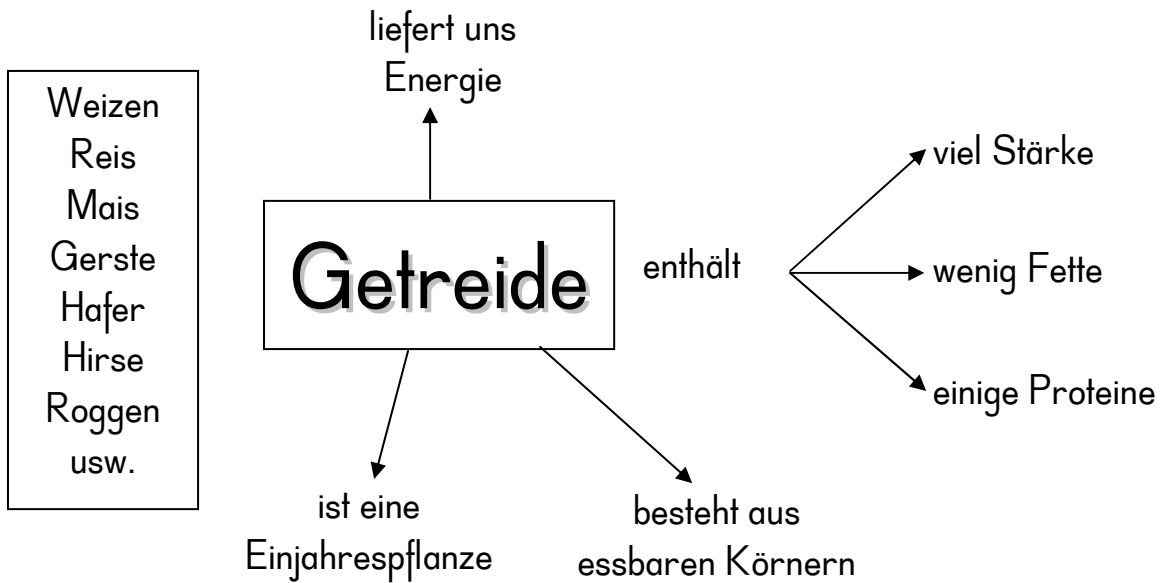 liefert uns
Energie
Weizen
Reis
Mais
Gerste
Hafer
Hirse
Roggen
usw.
Getreide
enthält
viel Stärke
wenig Fette
einige Proteine
ist eine
Einjahrespflanze
besteht aus
essbaren Körnern